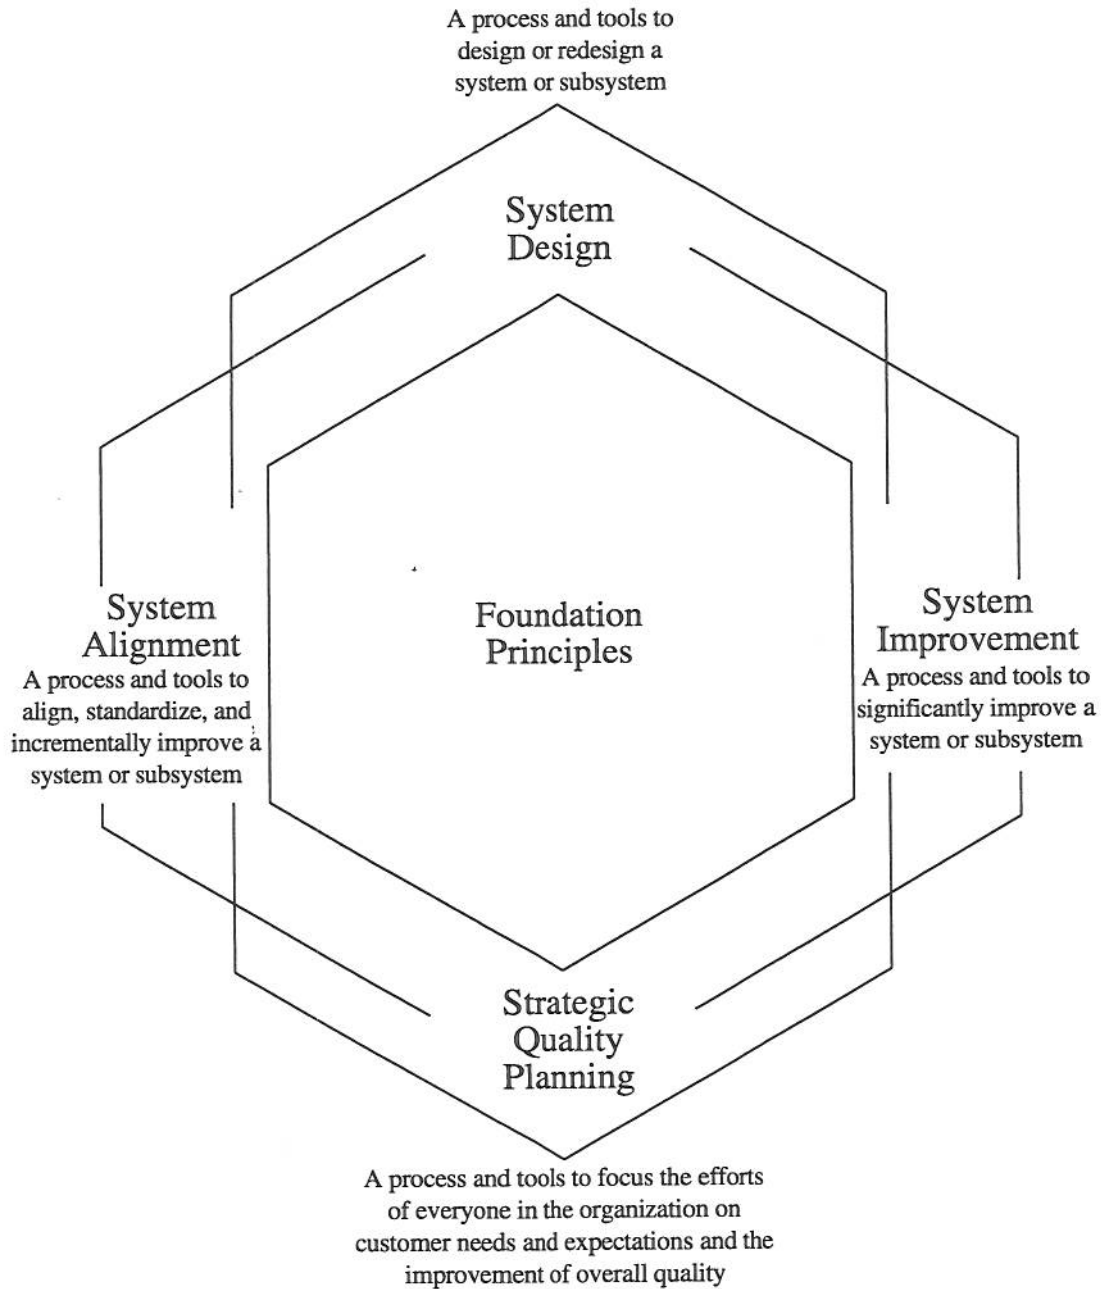 A process and tools to
design or redesign a
system or subsystem
System
Design
Foundation
Principles
System
Alignment
A process and tools to
align, standardize, and
incrementally improve a
system or subsystem
System
Improvement
A process and tools to
significantly improve a
system or subsystem
Strategic
Quality
Planning
A process and tools to focus the efforts
of everyone in the organization on
customer needs and expectations and the
improvement of overall quality